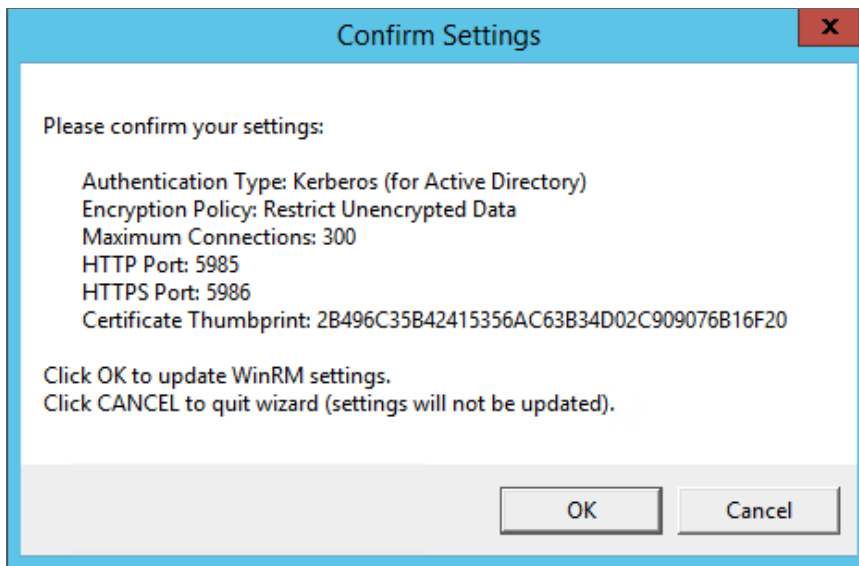 Confirm Settings
x
Please confirm your settings:
Authentication Type: Kerberos (for Active Directory)
Encryption Policy: Restrict Unencrypted Data
Maximum Connections: 300
HTTP Port: 5985
HTTPS Port: 5986
Certificate Thumbprint: 2B496C35B42415356AC63B34D02C909076B16F20
Click OK to update WinRM settings.
Click CANCEL to quit wizard (settings will not be updated).
OK
Cancel